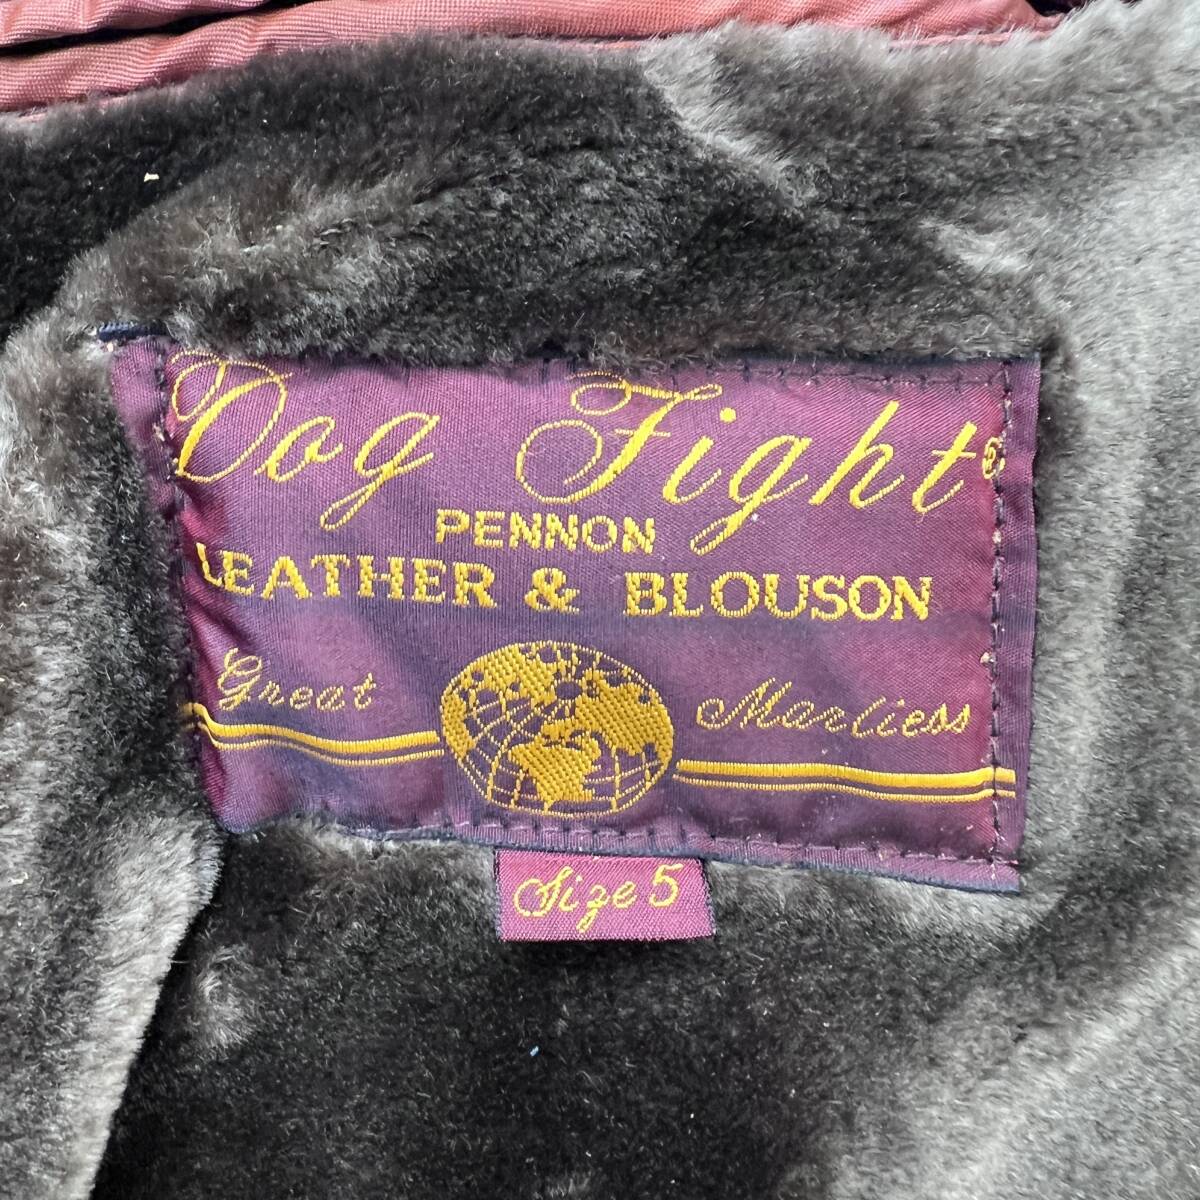 Dog Fight®
PENNON
LEATHER & BLOUSON
Great Marliess
Size 5